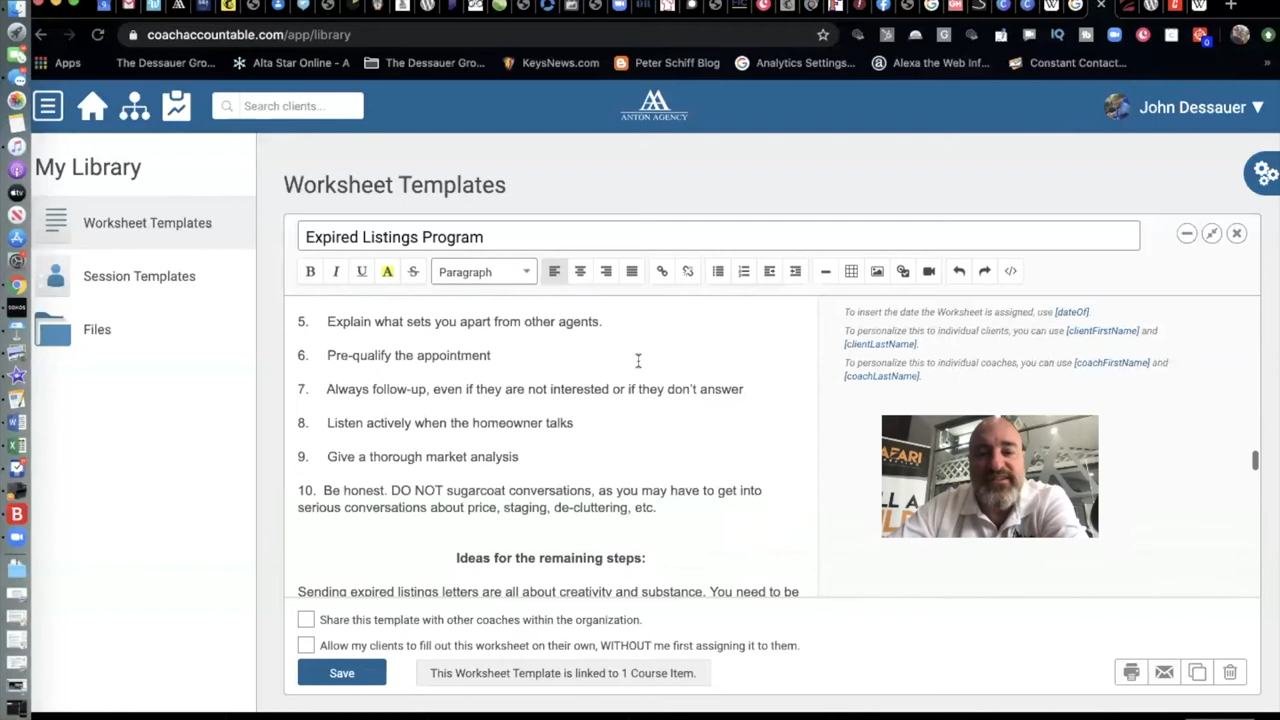 coachaccountable.com/app/library
Apps
The Dessauer Gro...
Alta Star Online - A
The Dessauer Gro...
KeysNews.com
Peter Schiff Blog
Analytics Settings...
Alexa the Web Inf...
Constant Contact...
»
Search clients...
ANTON AGENCY
John Dessauer ▼
My Library
Worksheet Templates
Session Templates
Files
Worksheet Templates
Expired Listings Program
B I U A S Paragraph
5. Explain what sets you apart from other agents.
6. Pre-qualify the appointment
7. Always follow-up, even if they are not interested or if they don't answer
8. Listen actively when the homeowner talks
9. Give a thorough market analysis
10. Be honest. DO NOT sugarcoat conversations, as you may have to get into
serious conversations about price, staging, de-cluttering, etc.
Ideas for the remaining steps:
Sending expired listings letters are all about creativity and substance. You need to be
To insert the date the Worksheet is assigned, use [dateOf].
To personalize this to individual clients, you can use [clientFirstName] and
[clientLastName].
To personalize this to individual coaches, you can use [coachFirstName] and
[coachLastName].
AFARI
Share this template with other coaches within the organization.
Allow my clients to fill out this worksheet on their own, WITHOUT me first assigning it to them.
Save
This Worksheet Template is linked to 1 Course Item.